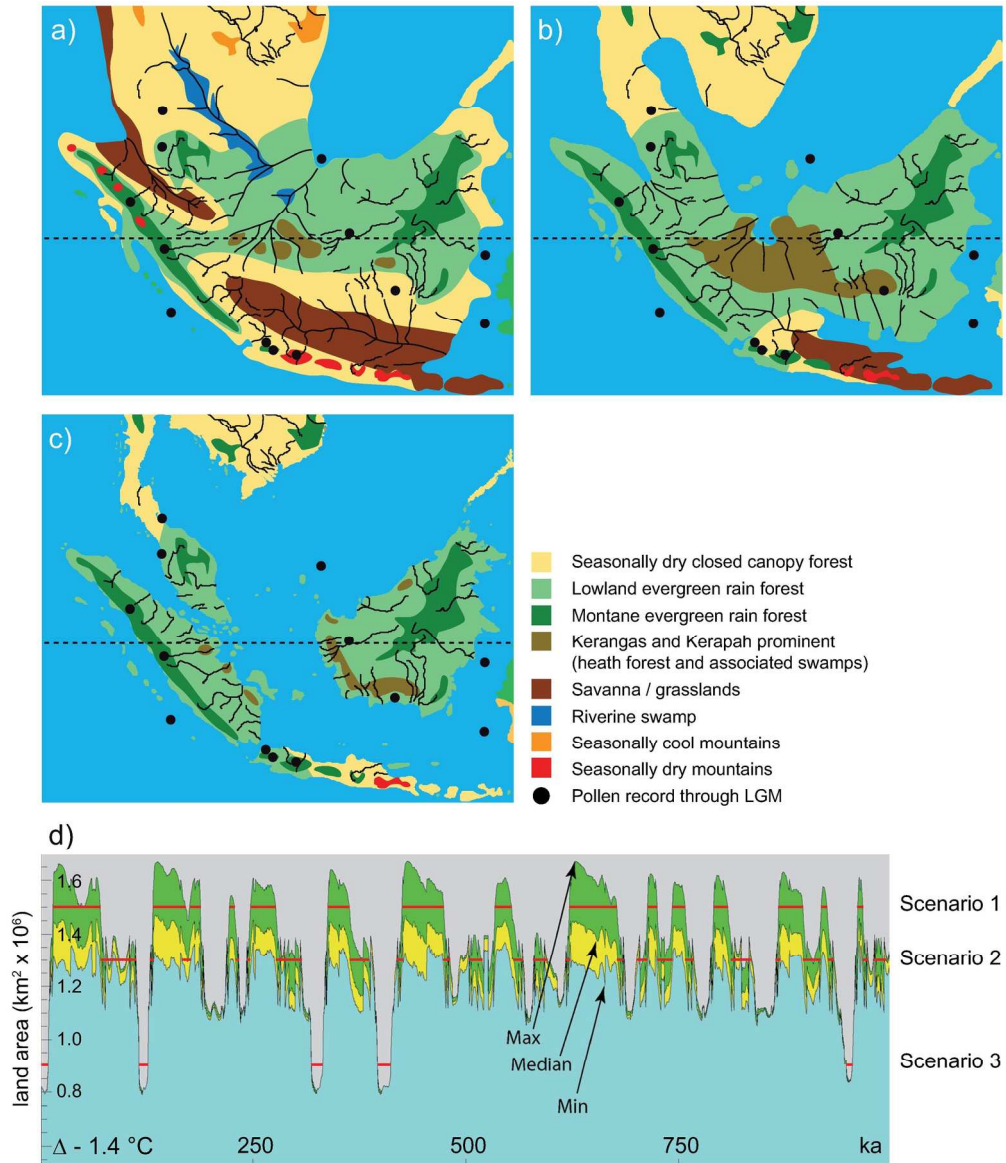 a)
b)
c)
Seasonally dry closed canopy forest
Lowland evergreen rain forest
Montane evergreen rain forest
Kerangas and Kerapah prominent
(heath forest and associated swamps)
Savanna / grasslands
Riverine swamp
Seasonally cool mountains
Seasonally dry mountains
Pollen record through LGM
d)
land area (km² x 10⁶)
1.6
1.4
1.2
1.0
0.8
Scenario 1
Scenario 2
Scenario 3
Max
Median
Min
Δ - 1.4 °C
250
500
750
ka